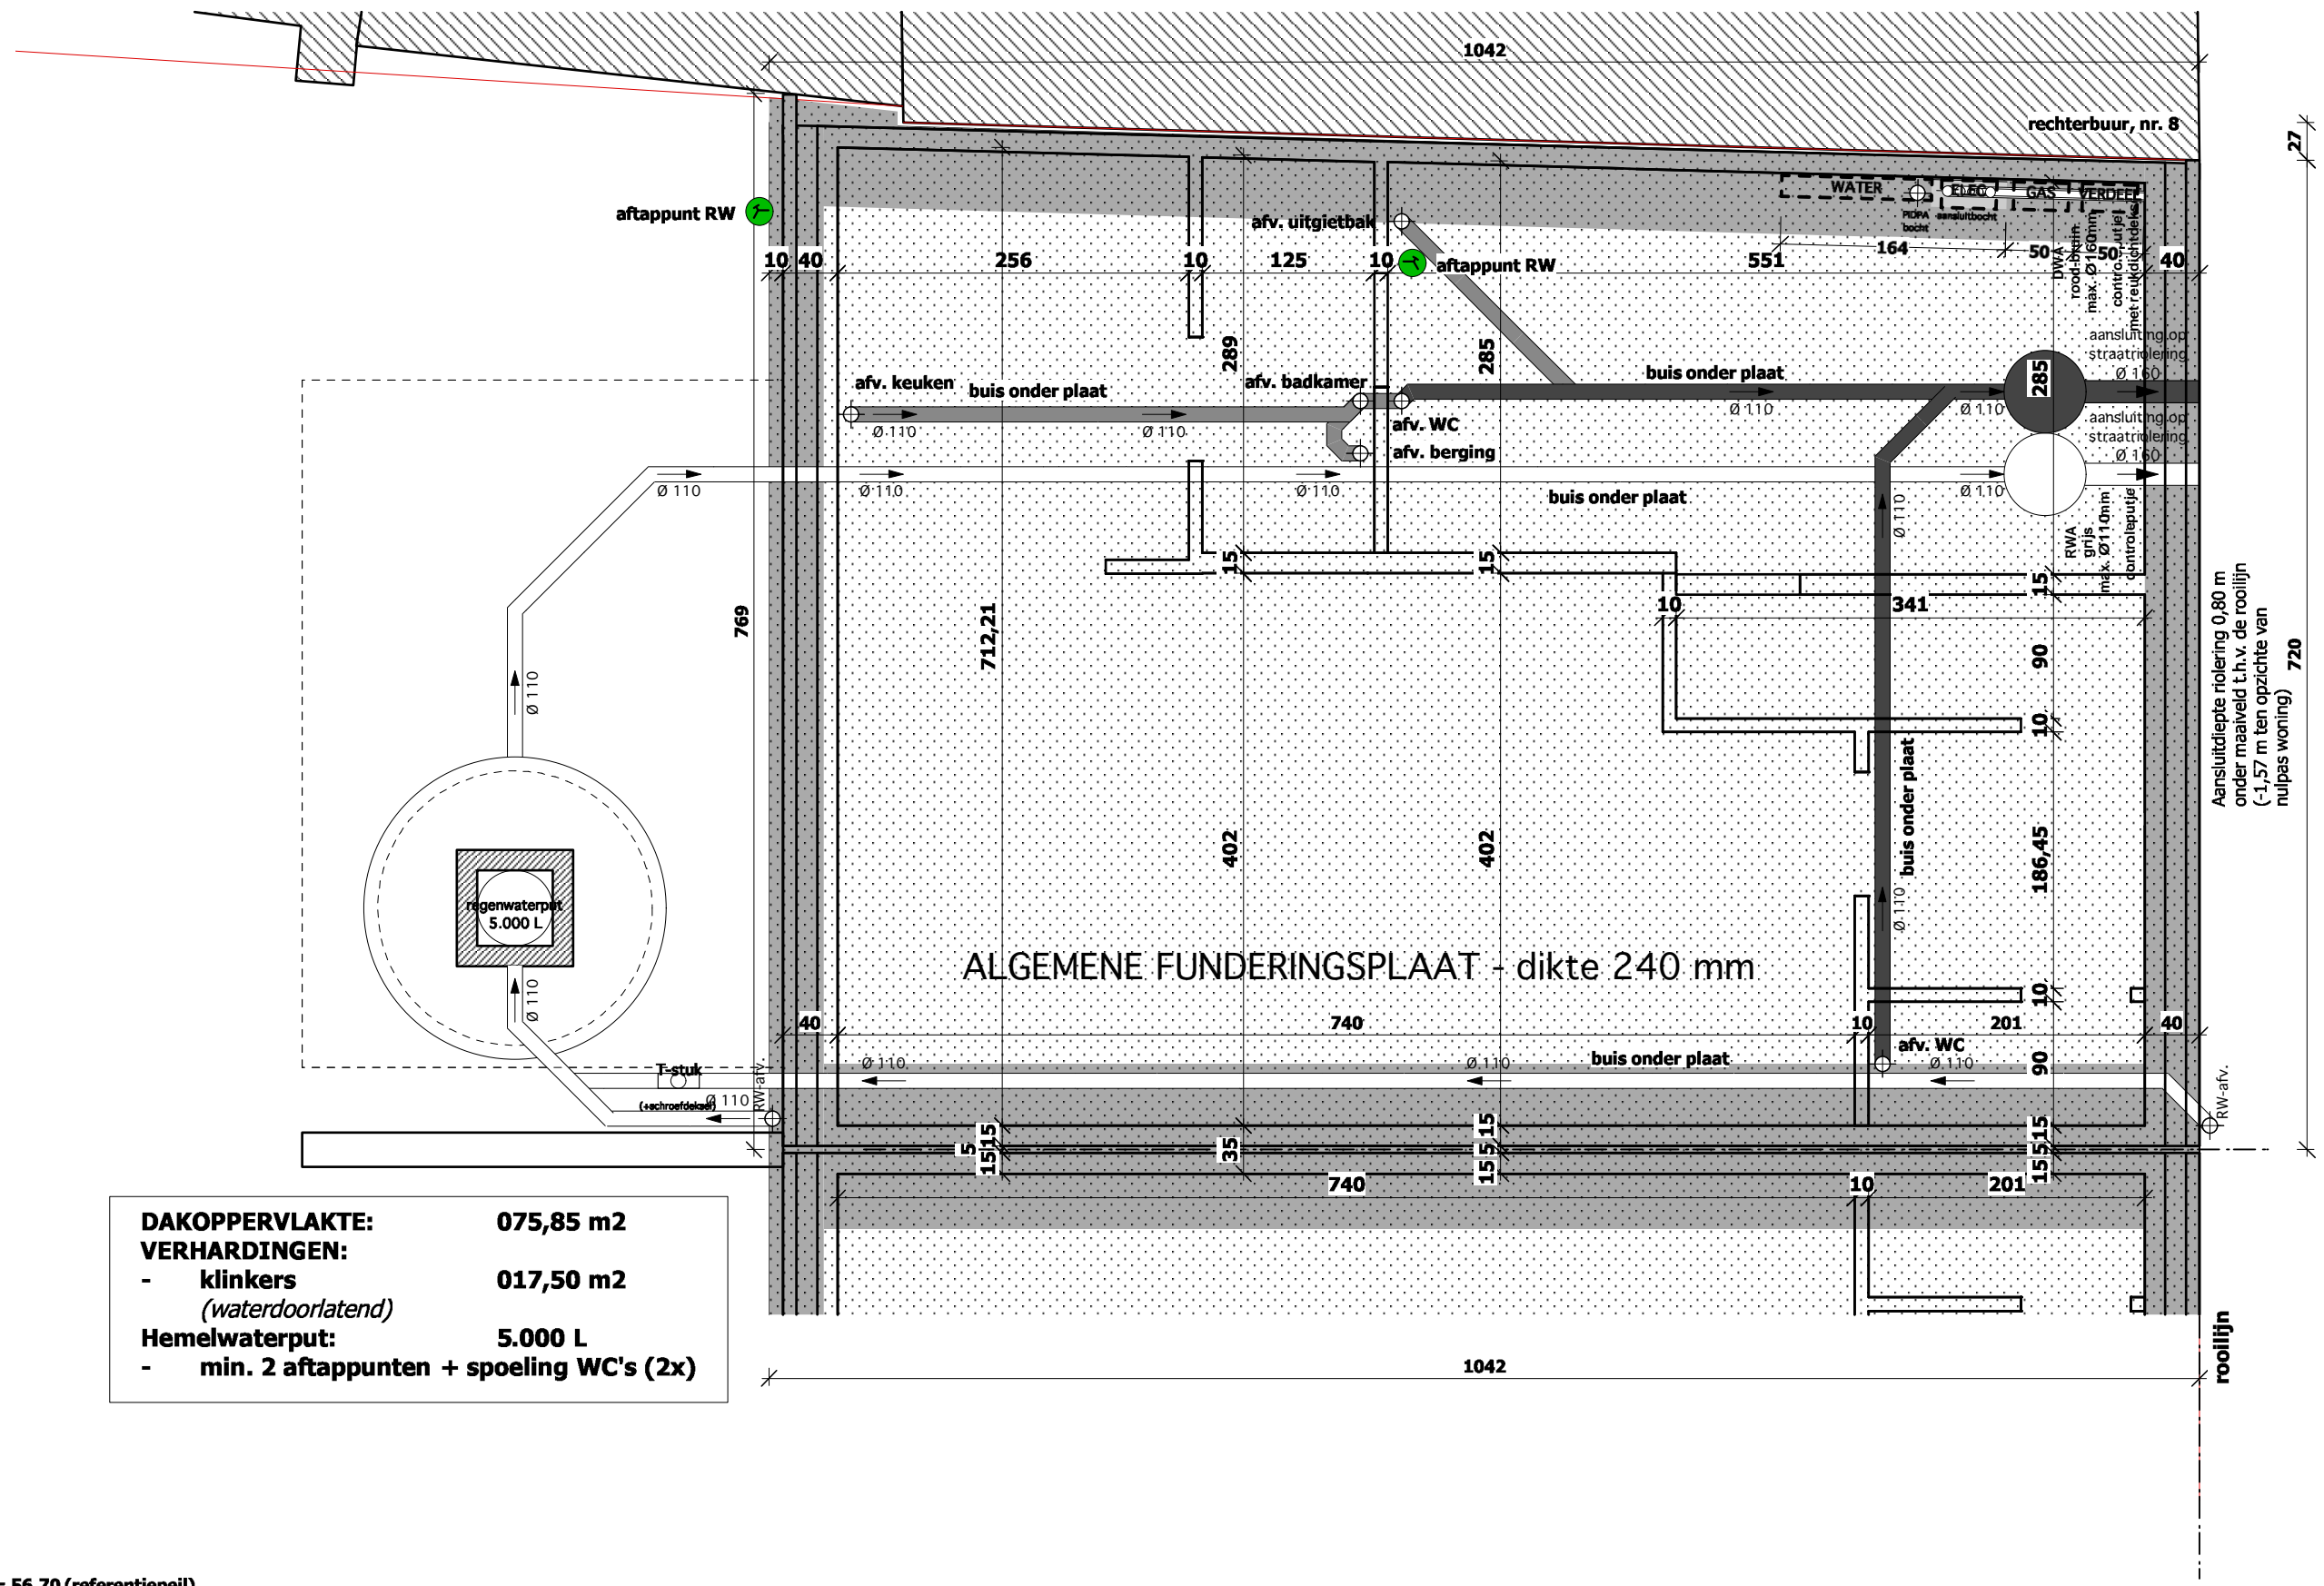 1042
rechterbuur, nr. 8
27
WATER
ELEC
GAS
PIDPA
bocht
aansluitbocht
aftappunt RW
afv. uitgietbak
164
50
50
10
40
256
10
125
10
aftappunt RW
551
40
DWA
rood-bruin
max. Ø160mm
controleputje
met reukdichtdeksel
aansluiting op
straatriolering
Ø 160
289
285
285
afv. keuken
buis onder plaat
afv. badkamer
buis onder plaat
Ø 110
Ø 110
Ø 110
Ø 110
afv. WC
afv. berging
aansluiting op
straatriolering
Ø 160
Ø 110
Ø 110
Ø 110
buis onder plaat
Ø 110
Ø 110
RWA
grijs
max. Ø110mm
controleputje
15
15
15
10
341
769
712,21
90
Aansluitdiepte riolering 0,80 m
onder maaiveld t.h.v. de rooilijn
(-1,57 m ten opzichte van
nulpas woning)
720
Ø 110
10
buis onder plaat
402
402
186,45
regenwaterput
5.000 L
Ø 110
ALGEMENE FUNDERINGSPLAAT - dikte 240 mm
Ø 110
10
40
740
10
201
40
afv. WC
T-stuk
(+schroefdeksel)
Ø 110
RW-afv.
Ø 110
Ø 110
buis onder plaat
Ø 110
90
RW-afv.
5
15
15
35
15
5
15
15
5
15
740
10
201
DAKOPPERVLAKTE: 075,85 m2
VERHARDINGEN:
- klinkers 017,50 m2
(waterdoorlatend)
Hemelwaterput: 5.000 L
- min. 2 aftappunten + spoeling WC's (2x)
rooilijn
1042